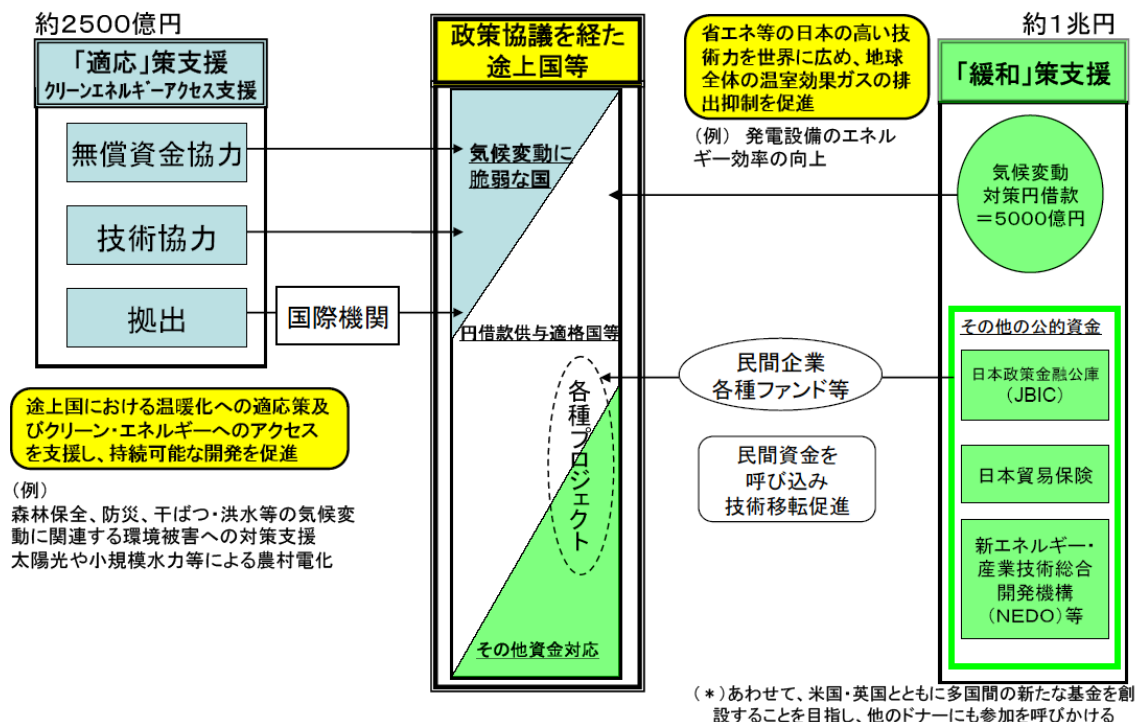 約2500億円
「適応」策支援
クリーンエネルギーアクセス支援
無償資金協力
技術協力
拠出
国際機関
途上国における温暖化への適応策及
びクリーン・エネルギーへのアクセス
を支援し、持続可能な開発を促進
(例)
森林保全、防災、干ばつ・洪水等の気候変
動に関連する環境被害への対策支援
太陽光や小規模水力等による農村電化
政策協議を経た
途上国等
気候変動に
脆弱な国
円借款供与適格国等
各種プロジェクト
その他資金対応
省エネ等の日本の高い技
術力を世界に広め、地球
全体の温室効果ガスの排
出抑制を促進
(例) 発電設備のエネル
ギー効率の向上
民間企業
各種ファンド等
民間資金を
呼び込み
技術移転促進
約1兆円
「緩和」策支援
気候変動
対策円借款
=5000億円
その他の公的資金
日本政策金融公庫
(JBIC)
日本貿易保険
新エネルギー・
産業技術総合
開発機構
(NEDO)等
(*)あわせて、米国・英国とともに多国間の新たな基金を創
設することを目指し、他のドナーにも参加を呼びかける